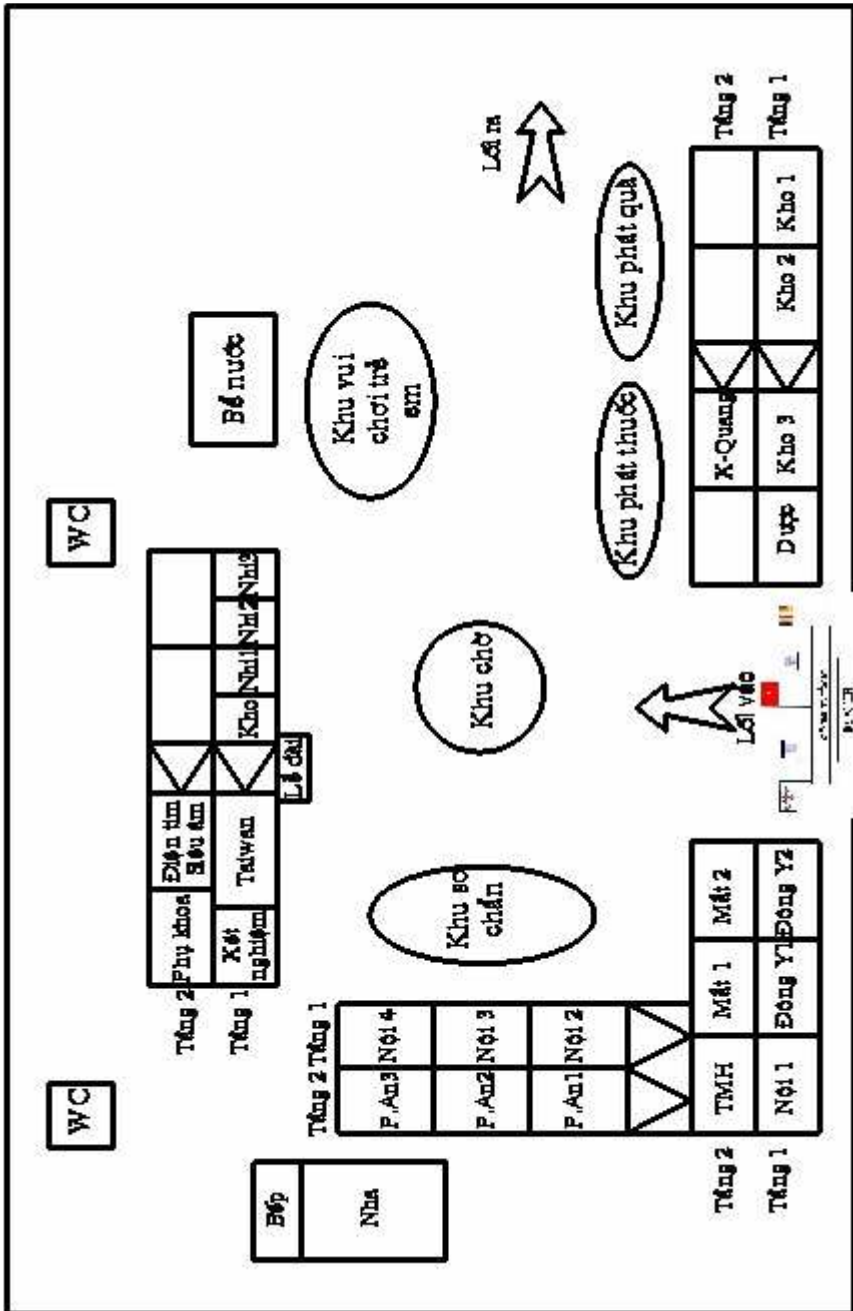 WC
WC
Tầng 2
Phụ khoa
Điện tim
siêu âm
Tầng 1
Xét
nghiệm
Taiwan
Kho
Nhi1
Nhi2
Nhi3
Bể nước
Lễ đài
Bếp
Nha
Tầng 2
Tầng 1
P.Ăn3
Nội 4
P.Ăn2
Nội 3
P.Ăn1
Nội 2
Khu sơ
chẩn
Khu chờ
Khu vui
chơi trẻ
em
Lối ra
Khu phát thuốc
Khu phát quà
Lối vào
Tầng 2
TMH
Mắt 1
Mắt 2
Tầng 1
Nội 1
Đông Y1
Đông Y2
X-Quang
Tầng 2
Dược
Kho 3
Kho 2
Kho 1
Tầng 1